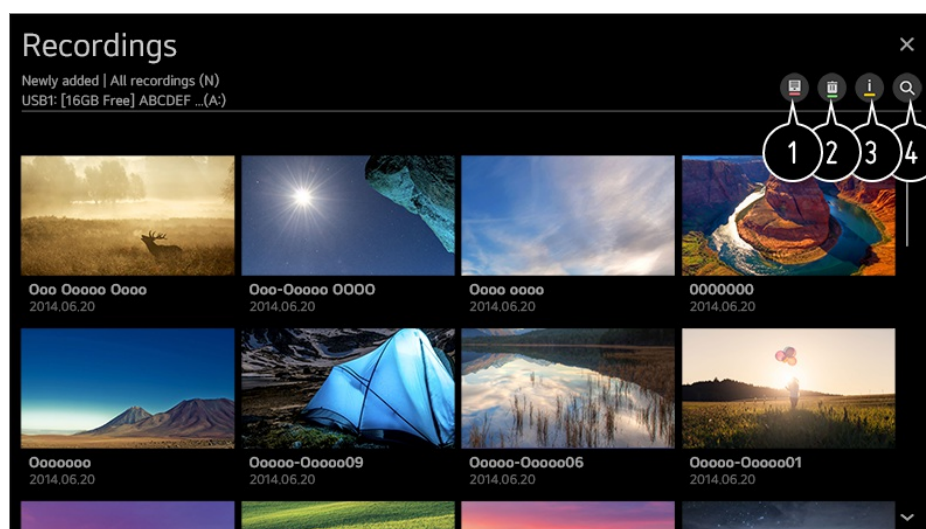 Recordings
Newly added | All recordings (N)
USB1: [16GB Free] ABCDEF ...(A:)
1 2 3 4
Ooo Ooooo Oooo
2014.06.20
Ooo-Ooooo OOOO
2014.06.20
Oooo oooo
2014.06.20
0000000
2014.06.20
Ooooooo
2014.06.20
Ooooo-Ooooo09
2014.06.20
Ooooo-Ooooo06
2014.06.20
Ooooo-Ooooo01
2014.06.20